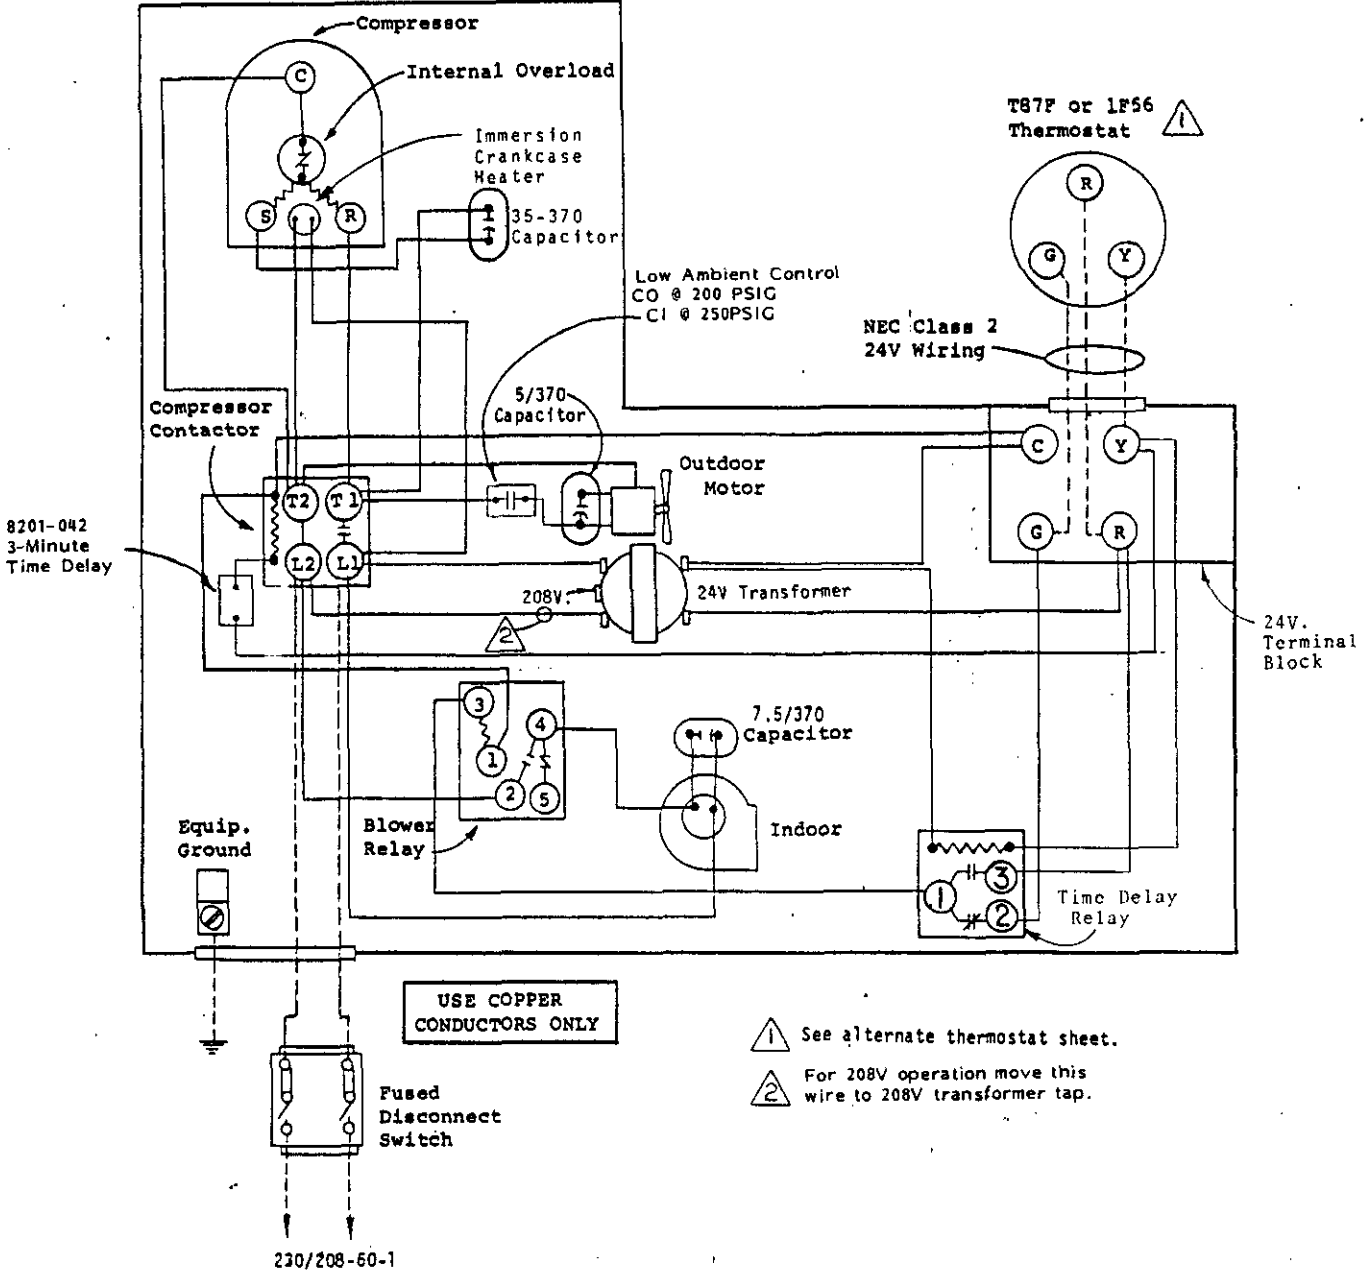 Compressor
C
Internal Overload
Immersion
Crankcase
Heater
S
R
35-370
Capacitor
T87F or 1F56
Thermostat
1
R
G
Y
Low Ambient Control
CO @ 200 PSIG
CI @ 250PSIG
NEC Class 2
24V Wiring
5/370
Capacitor
Compressor
Contactor
C
Y
Outdoor
Motor
T2
T1
8201-042
3-Minute
Time Delay
G
R
L2
L1
208V.
24V Transformer
2
24V.
Terminal
Block
3
4
1
2
5
7.5/370
Capacitor
Equip.
Ground
Blower
Relay
Indoor
3
1
2
Time Delay
Relay
USE COPPER
CONDUCTORS ONLY
1 See alternate thermostat sheet.
2 For 208V operation move this
wire to 208V transformer tap.
Fused
Disconnect
Switch
230/208-60-1